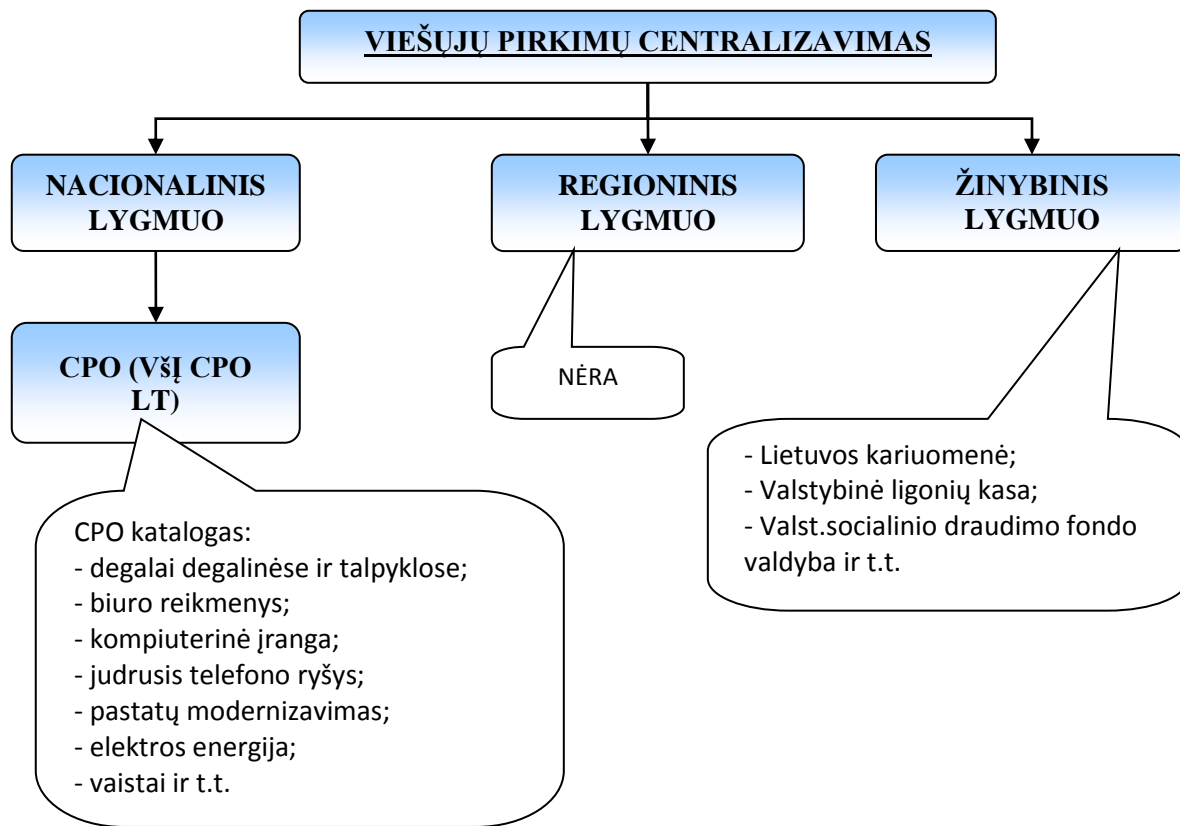 VIEŠŲJŲ PIRKIMŲ CENTRALIZAVIMAS
NACIONALINIS
LYGMUO
REGIONINIS
LYGMUO
ŽINYBINIS
LYGMUO
CPO (VšĮ CPO
LT)
NĖRA
- Lietuvos kariuomenė;
- Valstybinė ligonių kasa;
- Valst.socialinio draudimo fondo
valdyba ir t.t.
CPO katalogas:
- degalai degalinėse ir talpyklose;
- biuro reikmenys;
- kompiuterinė įranga;
- judrusis telefono ryšys;
- pastatų modernizavimas;
- elektros energija;
- vaistai ir t.t.